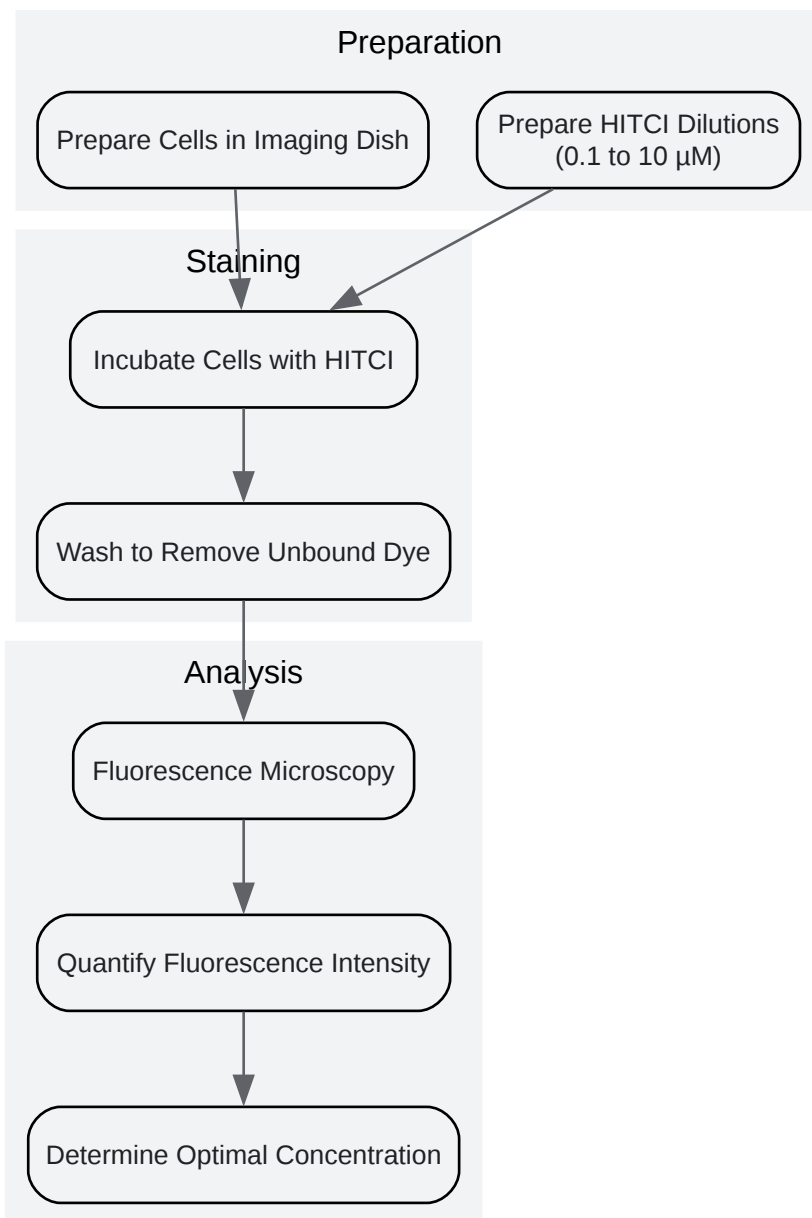 Preparation
Prepare Cells in Imaging Dish
Prepare HITCI Dilutions
(0.1 to 10 µM)
Staining
Incubate Cells with HITCI
Wash to Remove Unbound Dye
Analysis
Fluorescence Microscopy
Quantify Fluorescence Intensity
Determine Optimal Concentration